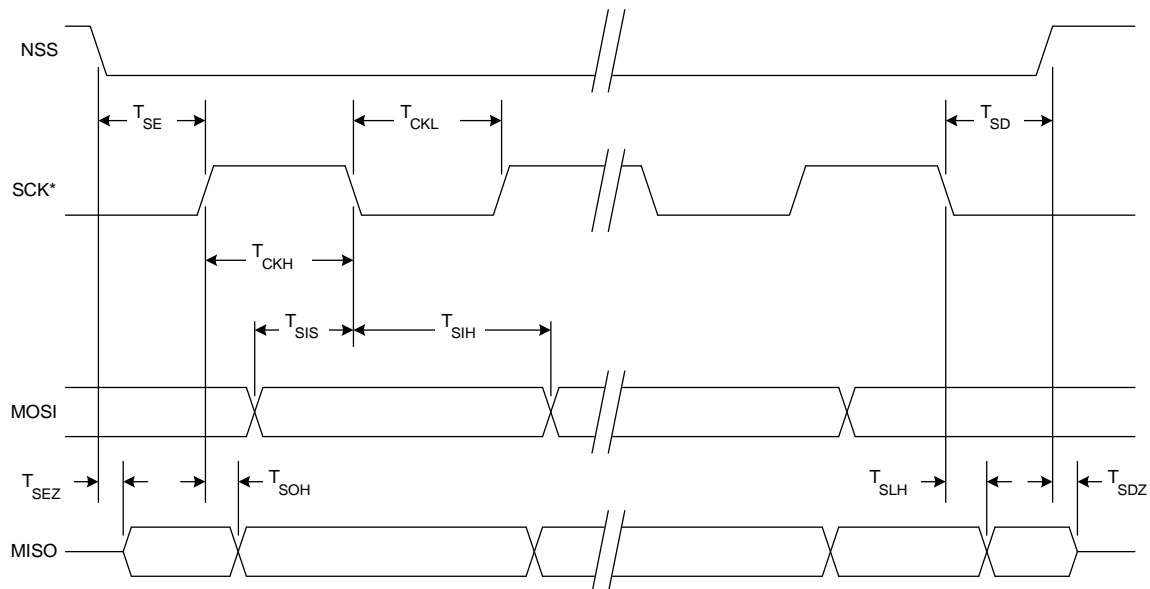 NSS
T_SE
T_CKL
T_SD
SCK*
T_CKH
T_SIS
T_SIH
MOSI
T_SEZ
T_SOH
T_SLH
T_SDZ
MISO